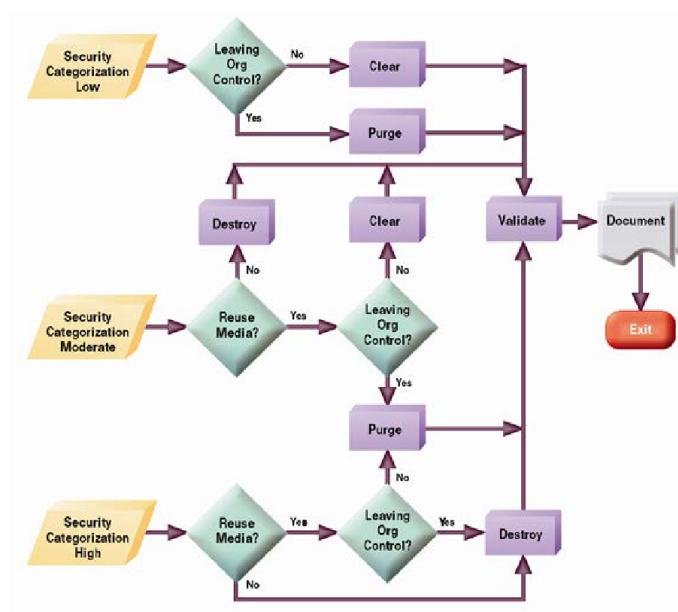 Security
Categorization
Low
Leaving
Org
Control?
No
Clear
Yes
Purge
Destroy
Clear
Validate
Document
No
No
Security
Categorization
Moderate
Reuse
Media?
Yes
Leaving
Org
Control?
Exit
Yes
Purge
No
Security
Categorization
High
Reuse
Media?
Yes
Leaving
Org
Control?
Yes
Destroy
No